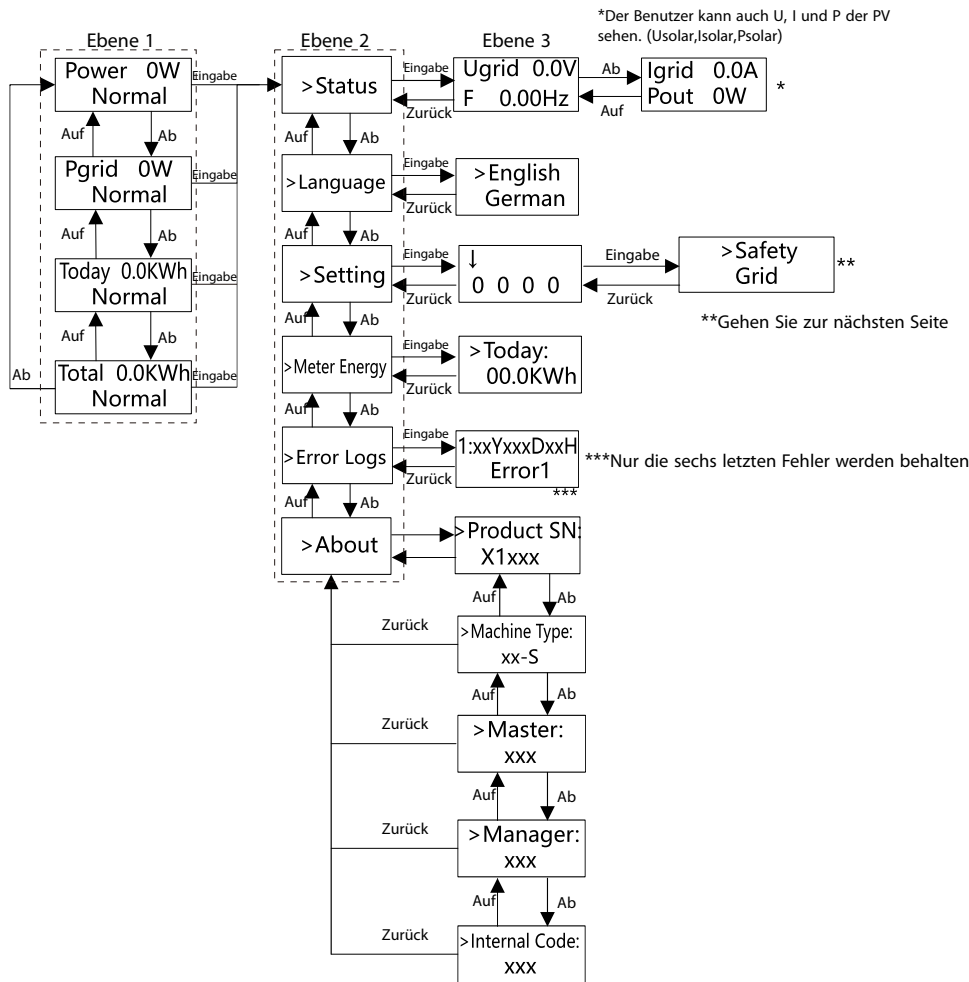 *Der Benutzer kann auch U, I und P der PV
sehen. (Usolar,Isolar,Psolar)
Ebene 1
Ebene 2
Ebene 3
Power 0W
Normal
Eingabe
Auf
Ab
Pgrid 0W
Normal
Eingabe
Auf
Ab
Today 0.0KWh
Normal
Eingabe
Auf
Ab
Ab
Total 0.0KWh
Normal
Eingabe
>Status
Eingabe
Zurück
Ugrid 0.0V
F 0.00Hz
Ab
Auf
Igrid 0.0A
Pout 0W
*
Auf
Ab
>Language
Eingabe
Zurück
>English
German
Auf
Ab
>Setting
Eingabe
Zurück
↓
0 0 0 0
Eingabe
Zurück
>Safety
Grid
**
**Gehen Sie zur nächsten Seite
Auf
Ab
>Meter Energy
Eingabe
Zurück
>Today:
00.0KWh
Auf
Ab
>Error Logs
Eingabe
Zurück
1:xxYxxxDxxH
Error1
***Nur die sechs letzten Fehler werden behalten
***
Auf
Ab
>About
>Product SN:
X1xxx
Auf
Ab
Zurück
>Machine Type:
xx-S
Auf
Ab
Zurück
>Master:
xxx
Auf
Ab
Zurück
>Manager:
xxx
Auf
Ab
Zurück
>Internal Code:
xxx